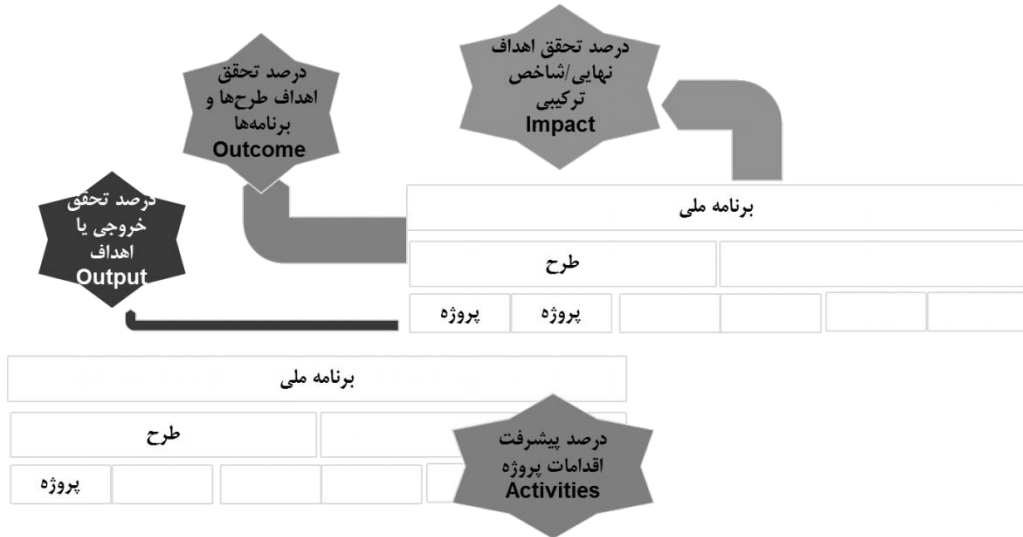 درصد تحقق اهداف
نهایی/شاخص
ترکیبی
Impact
درصد تحقق
اهداف طرح‌ها و
برنامه‌ها
Outcome
درصد تحقق
خروجی یا
اهداف
Output
برنامه ملی
طرح
پروژه
پروژه
برنامه ملی
طرح
پروژه
درصد پیشرفت
اقدامات پروژه
Activities